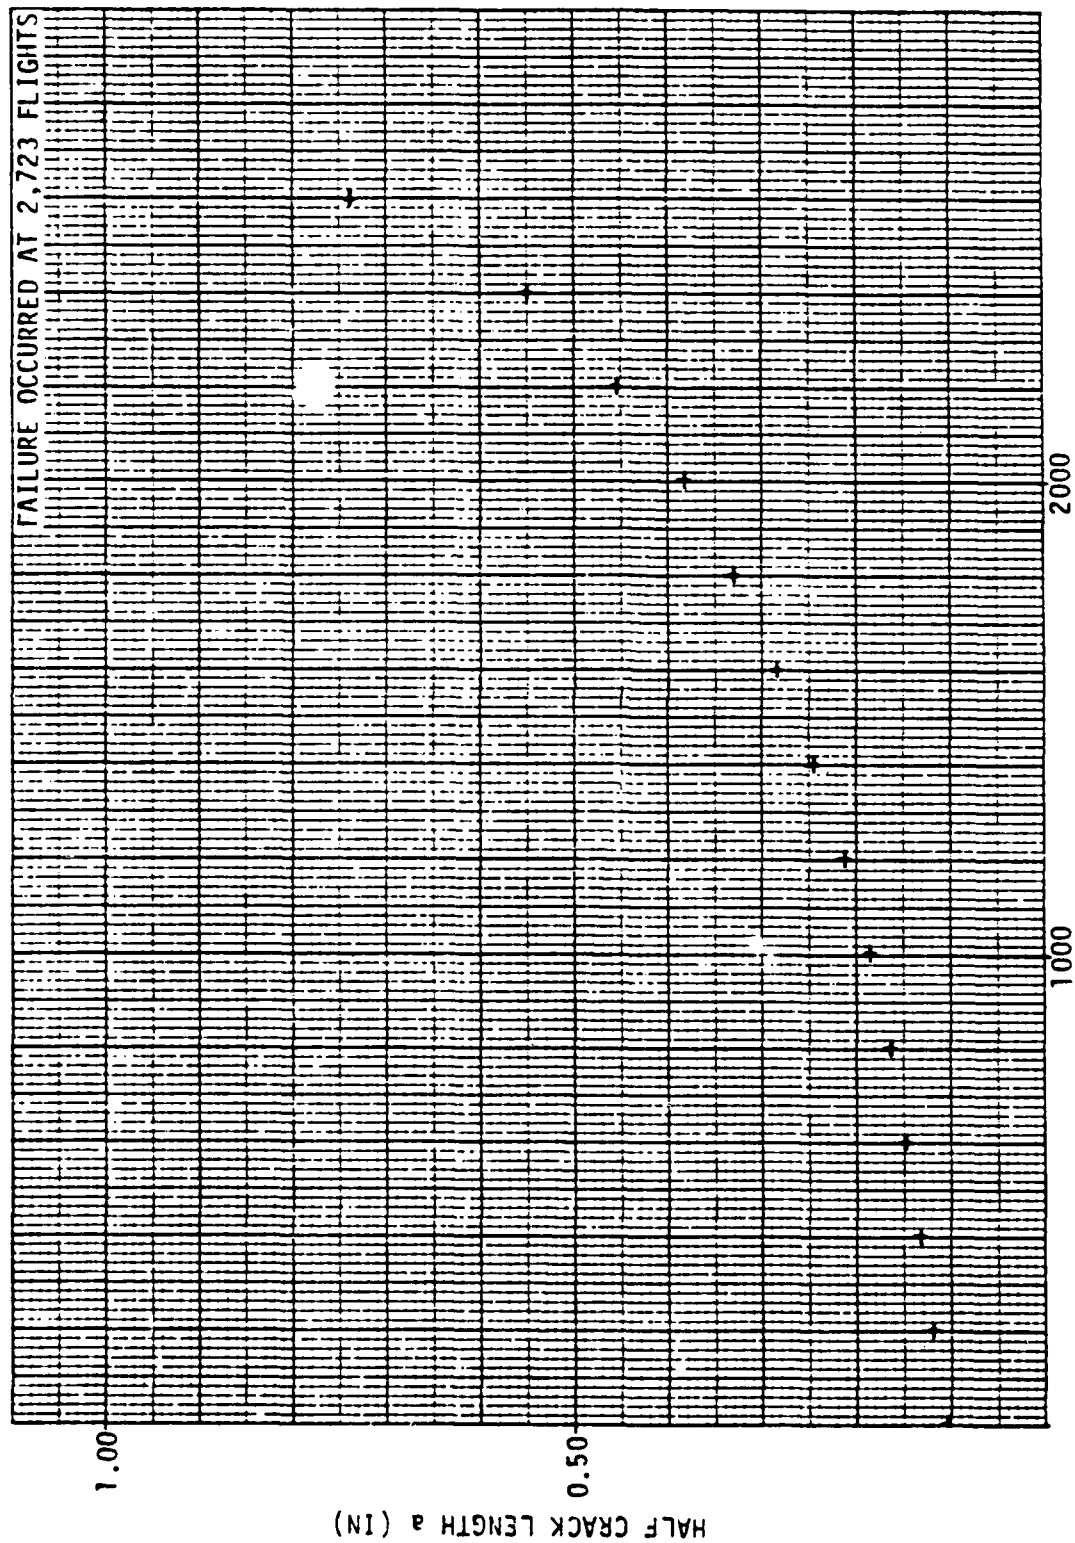 FAILURE OCCURRED AT 2,723 FLIGHTS
1.00
0.50
HALF CRACK LENGTH a (IN)
1000
2000